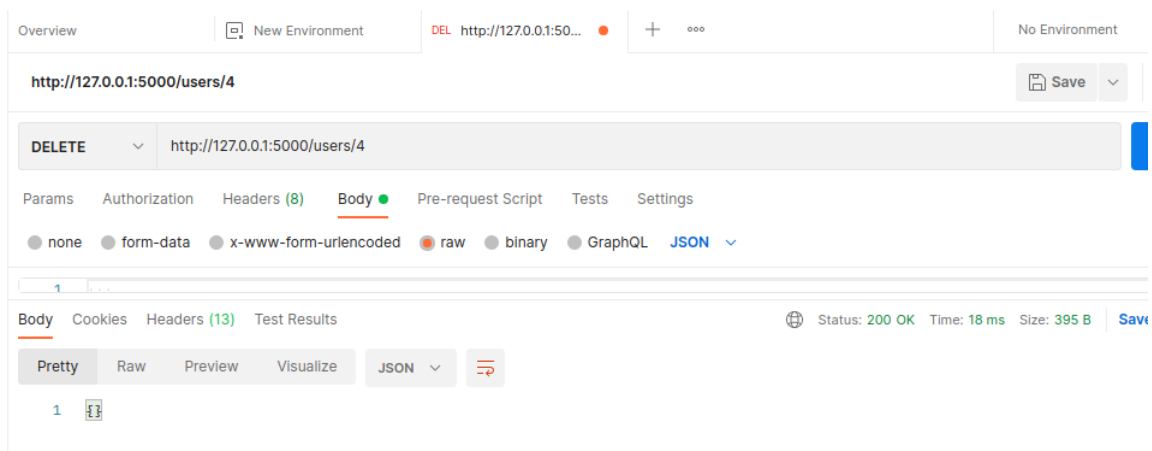 Overview New Environment DEL http://127.0.0.1:50... + ooo No Environment
http://127.0.0.1:5000/users/4 Save
DELETE http://127.0.0.1:5000/users/4
Params Authorization Headers (8) Body Pre-request Script Tests Settings
none form-data x-www-form-urlencoded raw binary GraphQL JSON
1
Body Cookies Headers (13) Test Results Status: 200 OK Time: 18 ms Size: 395 B Save
Pretty Raw Preview Visualize JSON
1 {}